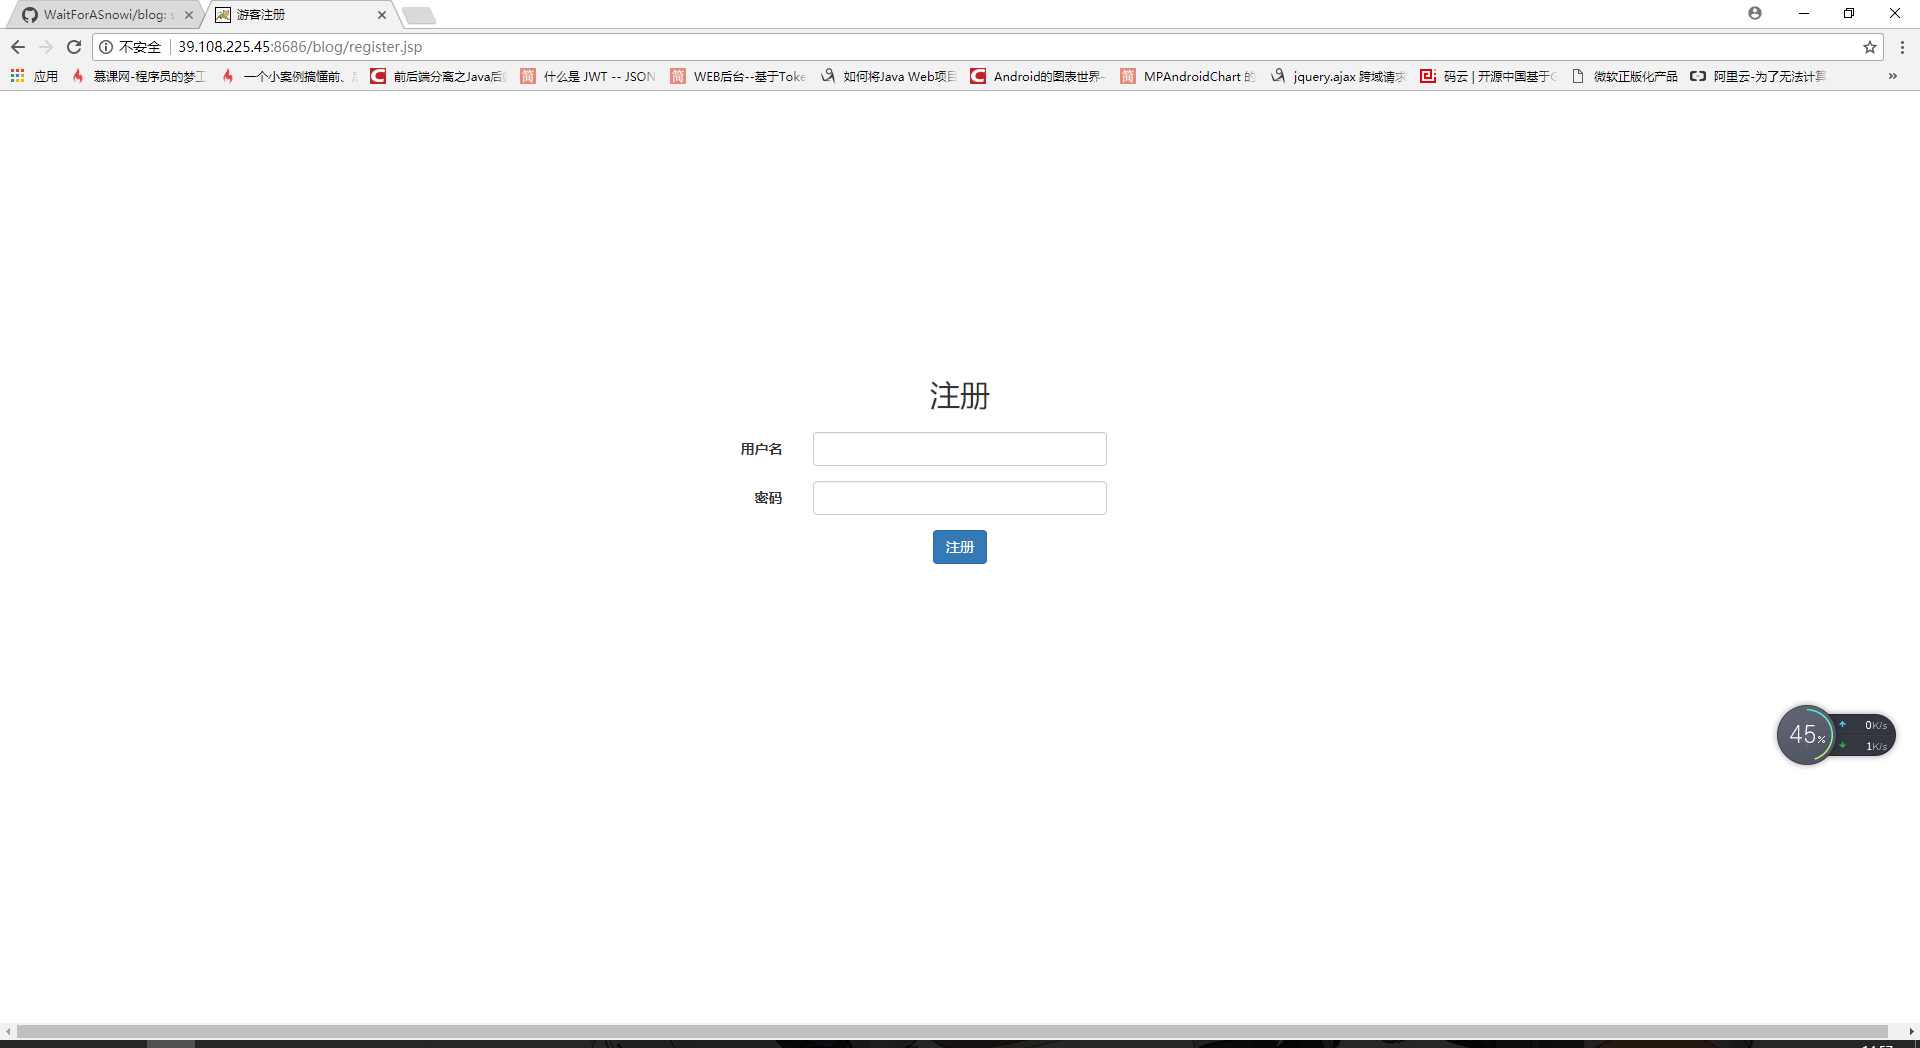 WaitForASnowi/blog: s
游客注册
不安全 39.108.225.45:8686/blog/register.jsp
应用 慕课网-程序员的梦工 一个小案例搞懂前、 前后端分离之Java后 什么是 JWT -- JSON WEB后台--基于Toke 如何将Java Web项目 Android的图表世界- MPAndroidChart 的 jquery.ajax 跨域请求 码云 | 开源中国基于 微软正版化产品 阿里云-为了无法计算 »
注册
用户名
密码
注册
45% 0K/s
1K/s